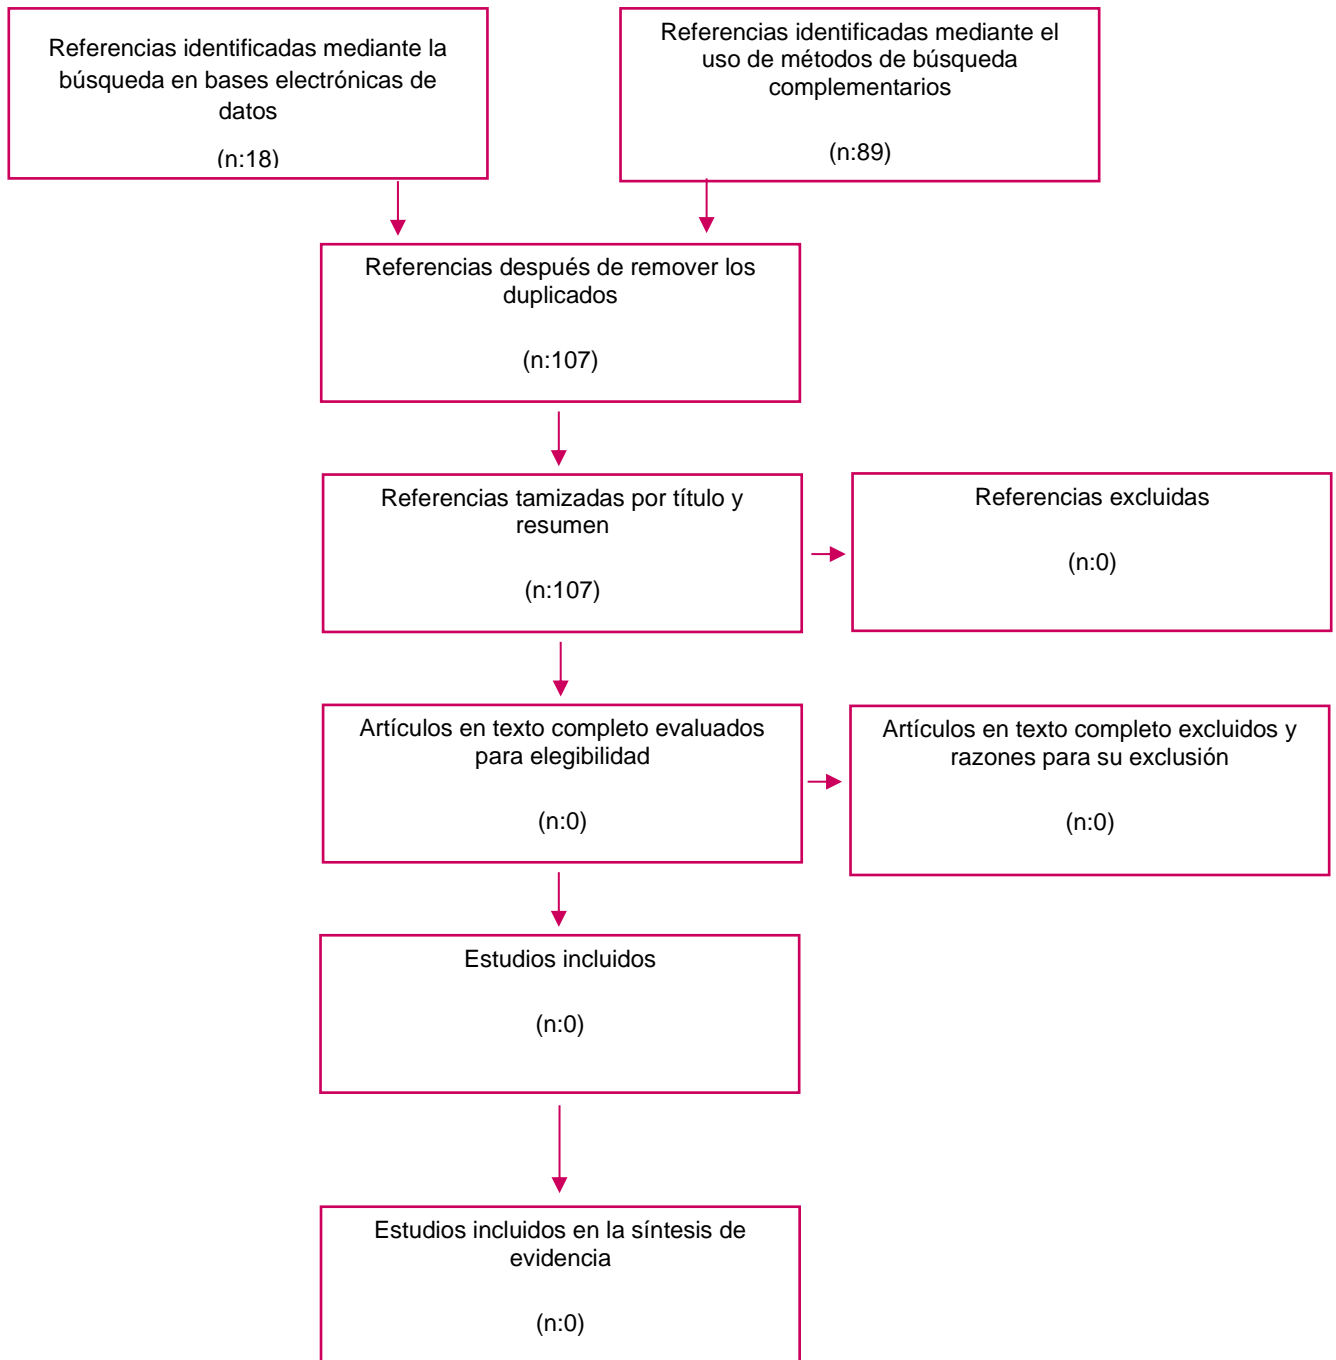 Referencias identificadas mediante la
búsqueda en bases electrónicas de
datos
(n:18)
Referencias identificadas mediante el
uso de métodos de búsqueda
complementarios
(n:89)
Referencias después de remover los
duplicados
(n:107)
Referencias tamizadas por título y
resumen
(n:107)
Referencias excluidas
(n:0)
Artículos en texto completo evaluados
para elegibilidad
(n:0)
Artículos en texto completo excluidos y
razones para su exclusión
(n:0)
Estudios incluidos
(n:0)
Estudios incluidos en la síntesis de
evidencia
(n:0)